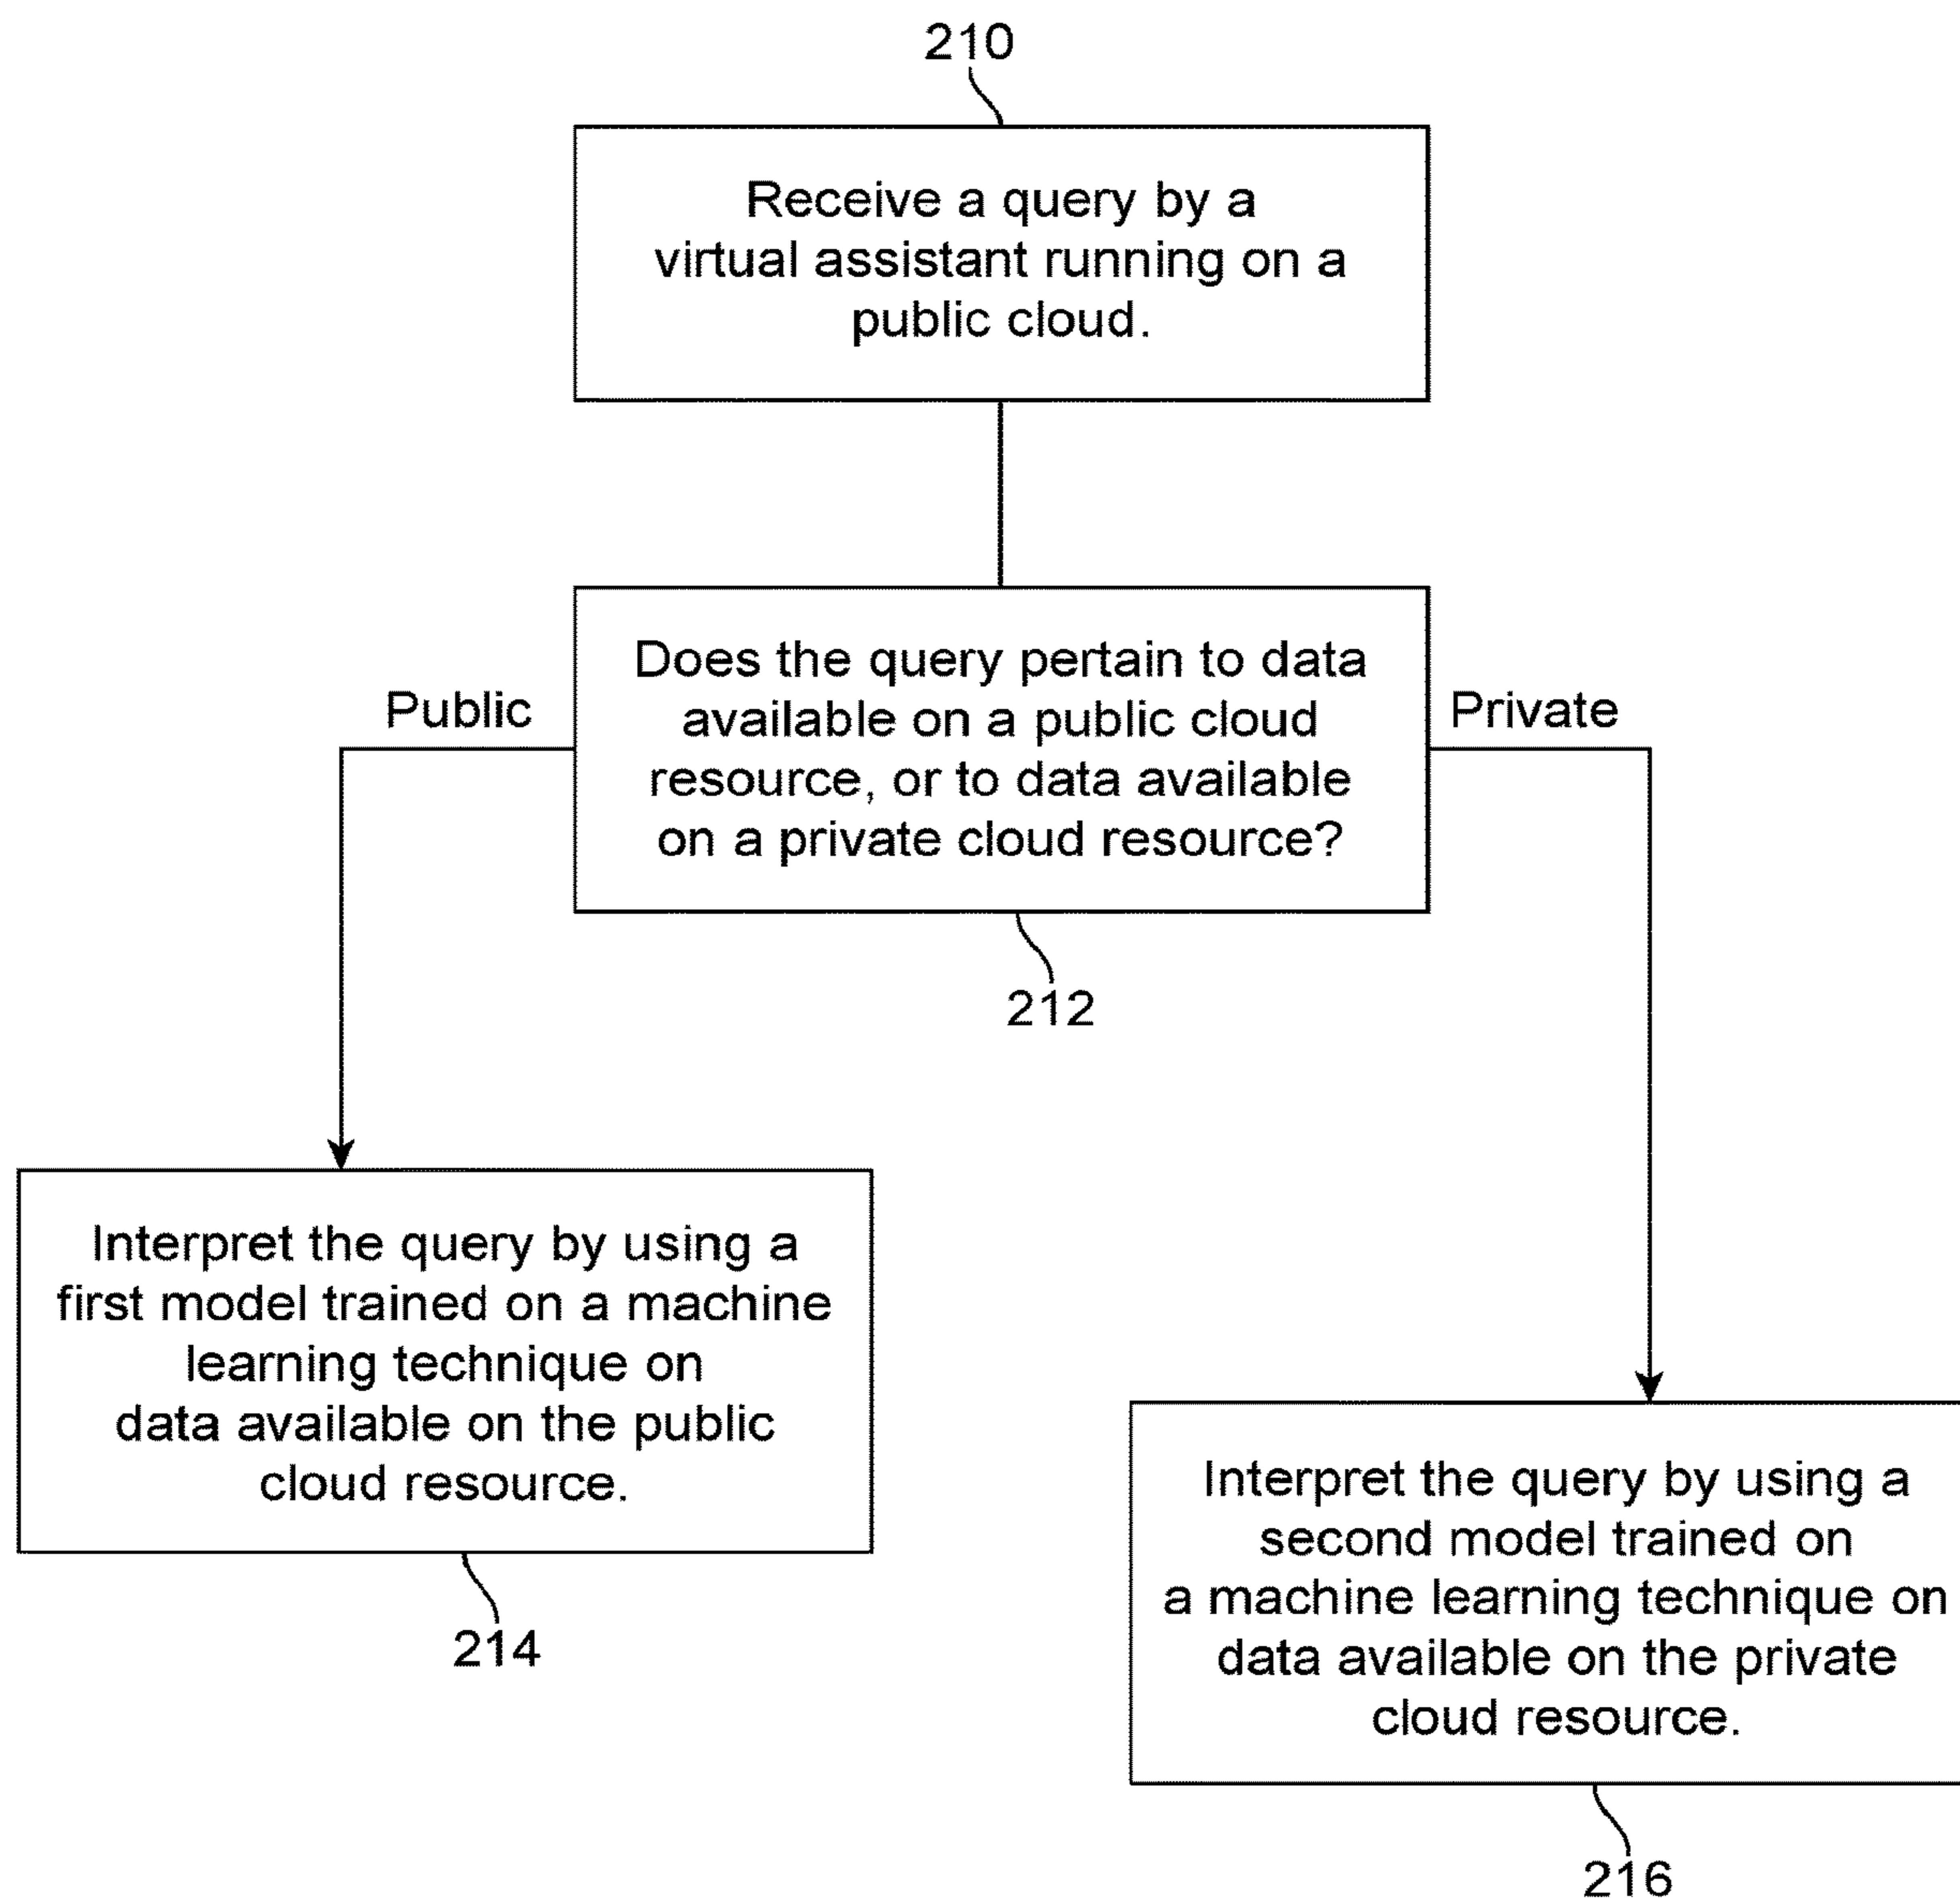 210
Receive a query by a
virtual assistant running on a
public cloud.
Public
Does the query pertain to data
available on a public cloud
resource, or to data available
on a private cloud resource?
Private
212
Interpret the query by using a
first model trained on a machine
learning technique on
data available on the public
cloud resource.
214
Interpret the query by using a
second model trained on
a machine learning technique on
data available on the private
cloud resource.
216